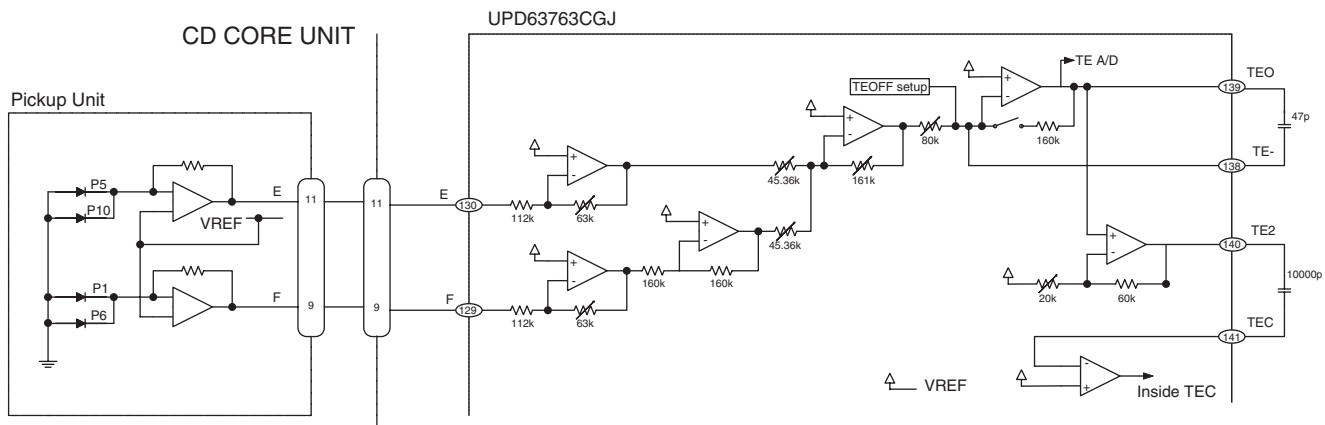 UPD63763CGJ
CD CORE UNIT
Pickup Unit
TEOFF setup
TE A/D
TEO
139
47p
80k
160k
TE-
138
P5
P10
E
11
11
E
130
VREF
112k
63k
45.36k
161k
45.36k
TE2
140
P1
P6
F
9
9
F
129
112k
63k
160k
160k
20k
60k
10000p
TEC
141
VREF
Inside TEC